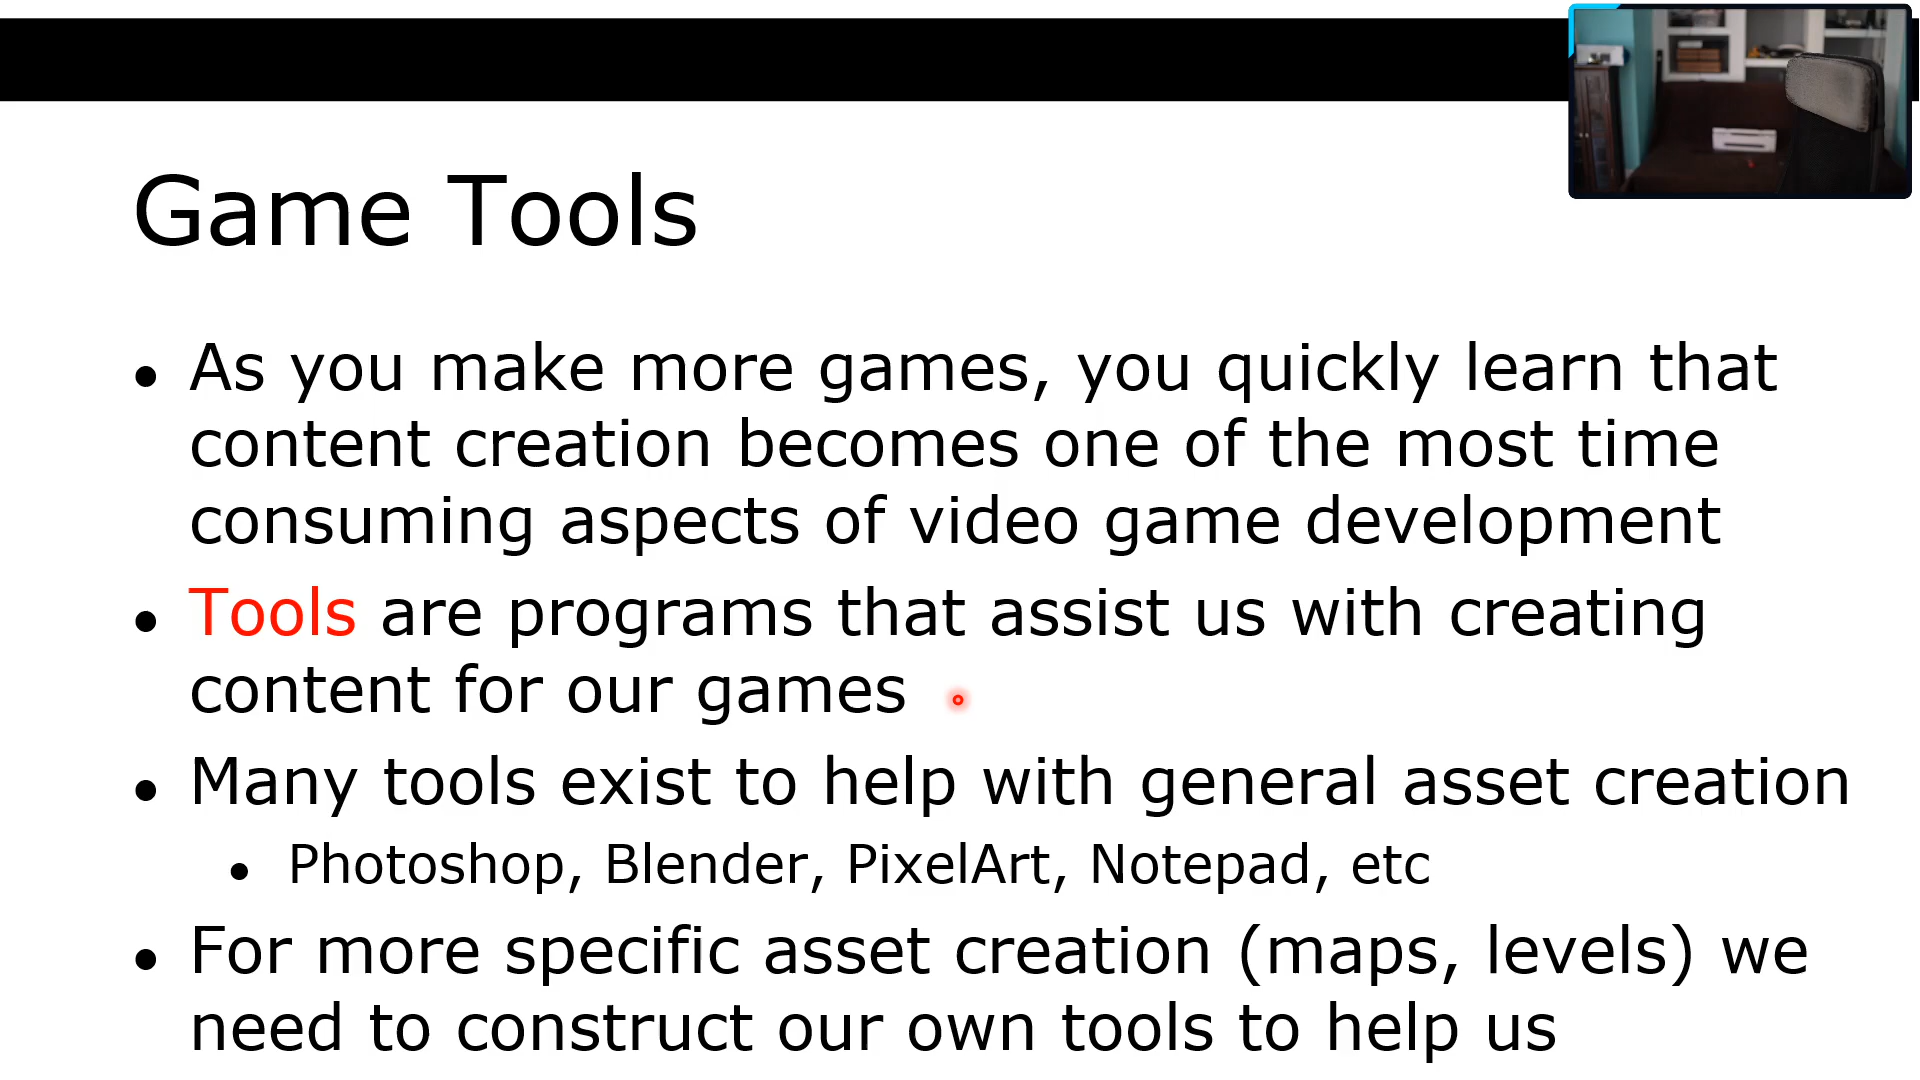 Game Tools
• As you make more games, you quickly learn that
content creation becomes one of the most time
consuming aspects of video game development
• Tools are programs that assist us with creating
content for our games
• Many tools exist to help with general asset creation
• Photoshop, Blender, PixelArt, Notepad, etc
• For more specific asset creation (maps, levels) we
need to construct our own tools to help us